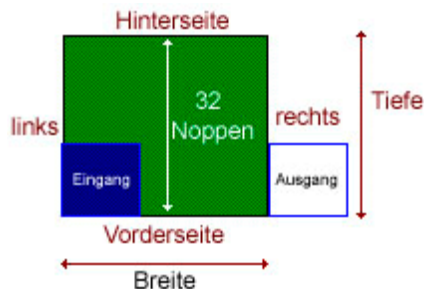 Hinterseite
32
Noppen
links
rechts
Tiefe
Eingang
Ausgang
Vorderseite
Breite